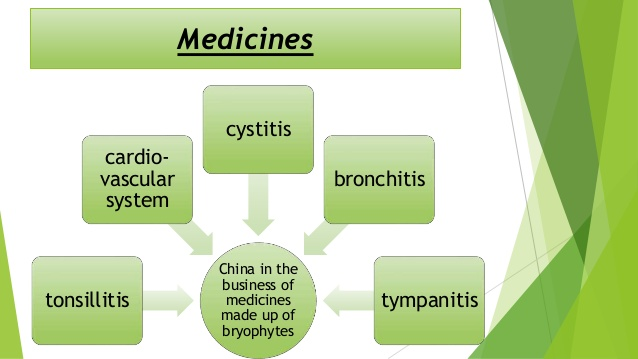 Medicines
cystitis
cardio-
vascular
system
bronchitis
tonsillitis
China in the
business of
medicines
made up of
bryophytes
tympanitis